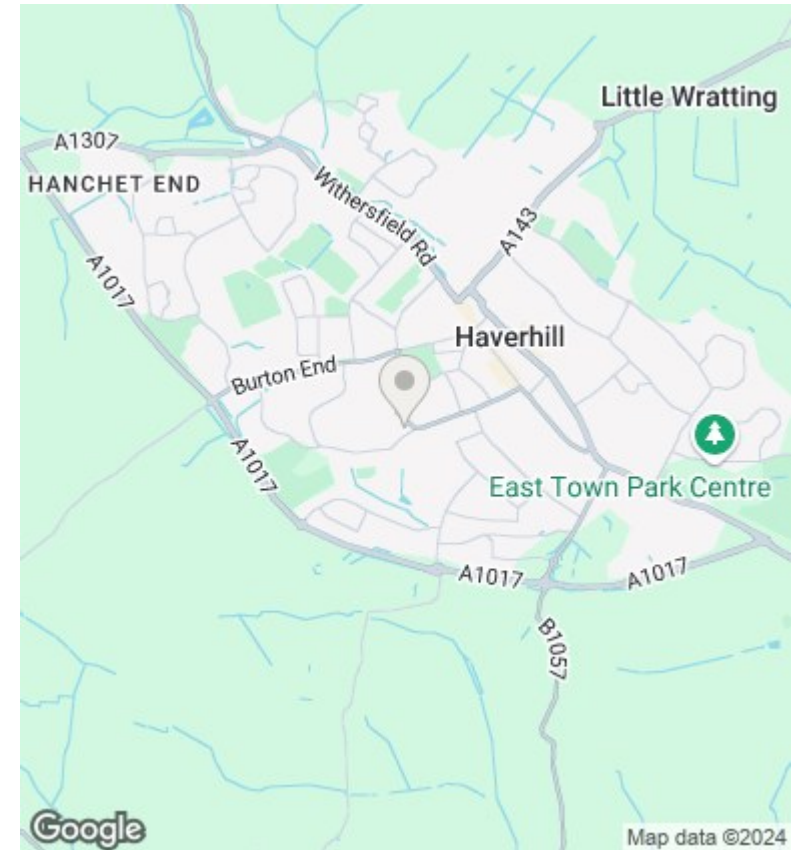 Little Wratting
A1307
HANCHET END
Withersfield Rd
A143
A1017
Haverhill
Burton End
A1017
East Town Park Centre
A1017
A1017
B1057
Google
Map data ©2024